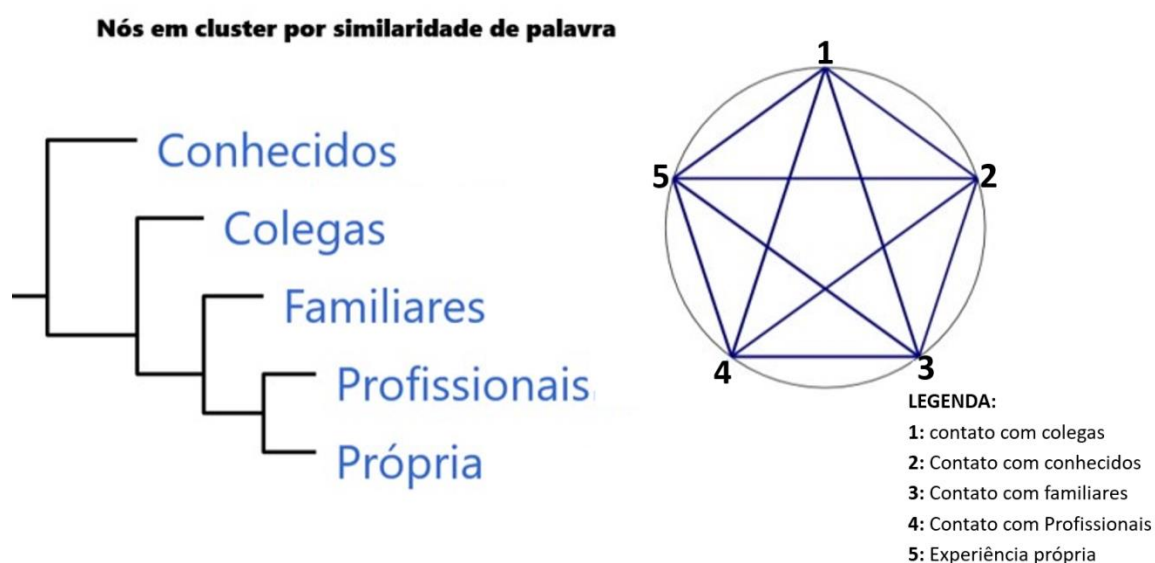 Nós em cluster por similaridade de palavra
Conhecidos
Colegas
Familiares
Profissionais
Própria
1
5
2
4
3
LEGENDA:
1: contato com colegas
2: Contato com conhecidos
3: Contato com familiares
4: Contato com Profissionais
5: Experiência própria